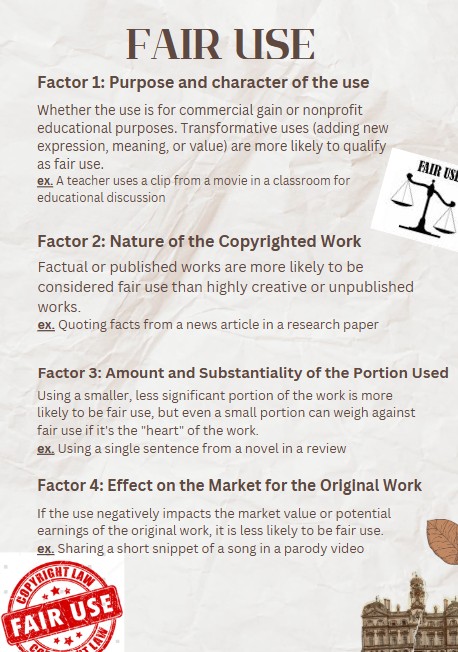 FAIR USE
Factor 1: Purpose and character of the use
Whether the use is for commercial gain or nonprofit
educational purposes. Transformative uses (adding new
expression, meaning, or value) are more likely to qualify
as fair use.
ex. A teacher uses a clip from a movie in a classroom for
educational discussion
FAIR USE
Factor 2: Nature of the Copyrighted Work
Factual or published works are more likely to be
considered fair use than highly creative or unpublished
works.
ex. Quoting facts from a news article in a research paper
Factor 3: Amount and Substantiality of the Portion Used
Using a smaller, less significant portion of the work is more
likely to be fair use, but even a small portion can weigh against
fair use if it's the "heart" of the work.
ex. Using a single sentence from a novel in a review
Factor 4: Effect on the Market for the Original Work
If the use negatively impacts the market value or potential
earnings of the original work, it is less likely to be fair use.
ex. Sharing a short snippet of a song in a parody video
COPYRIGHT LAW
FAIR USE
COPYRIGHT LAW